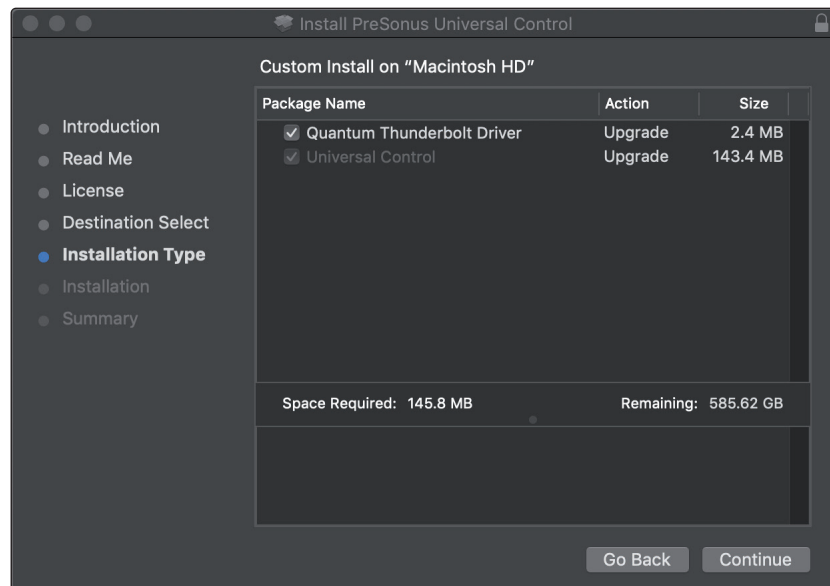 Install PreSonus Universal Control
Custom Install on “Macintosh HD”
Introduction
Read Me
License
Destination Select
Installation Type
Installation
Summary
Package Name Action Size
Quantum Thunderbolt Driver Upgrade 2.4 MB
Universal Control Upgrade 143.4 MB
Space Required: 145.8 MB Remaining: 585.62 GB
Go Back Continue